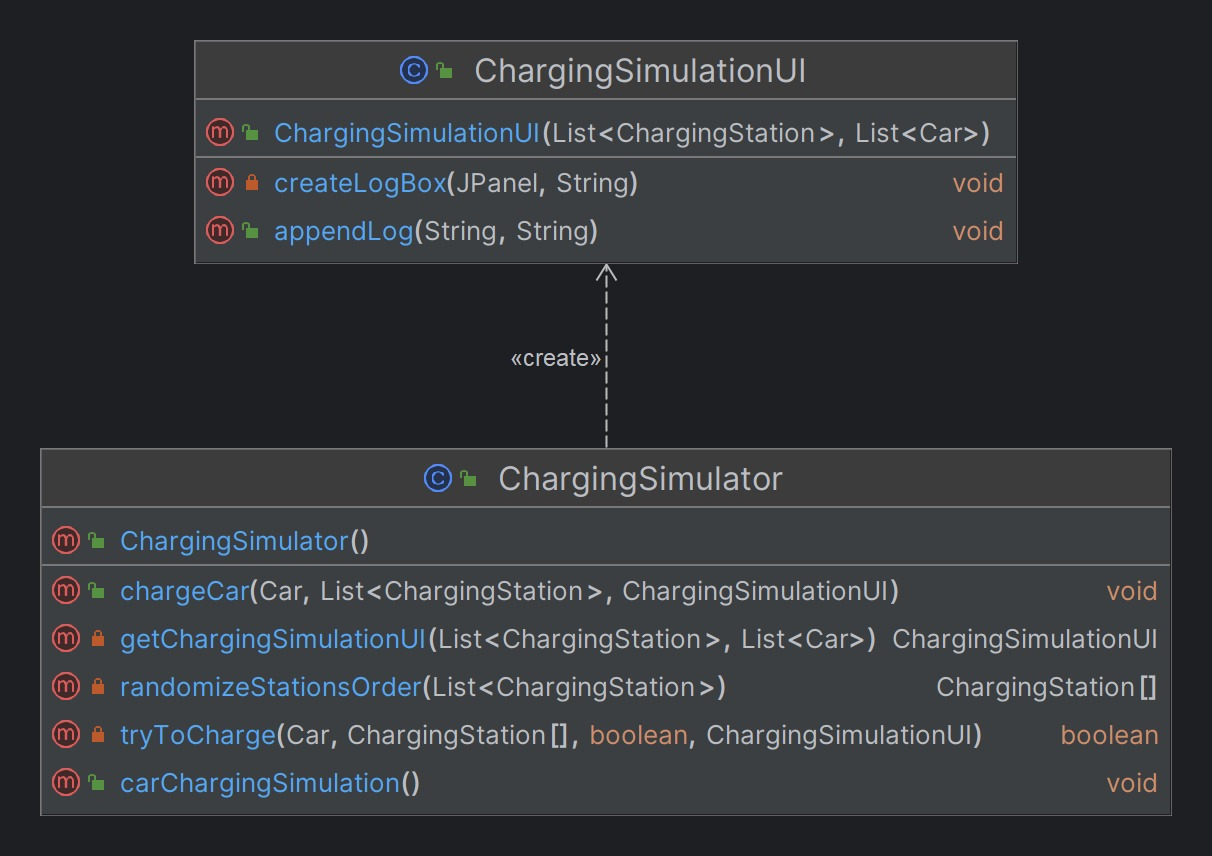 ChargingSimulationUI
ChargingSimulationUI(List<ChargingStation>, List<Car>)
createLogBox(JPanel, String) void
appendLog(String, String) void
«create»
ChargingSimulator
ChargingSimulator()
chargeCar(Car, List<ChargingStation>, ChargingSimulationUI) void
getChargingSimulationUI(List<ChargingStation>, List<Car>) ChargingSimulationUI
randomizeStationsOrder(List<ChargingStation>) ChargingStation[]
tryToCharge(Car, ChargingStation[], boolean, ChargingSimulationUI) boolean
carChargingSimulation() void